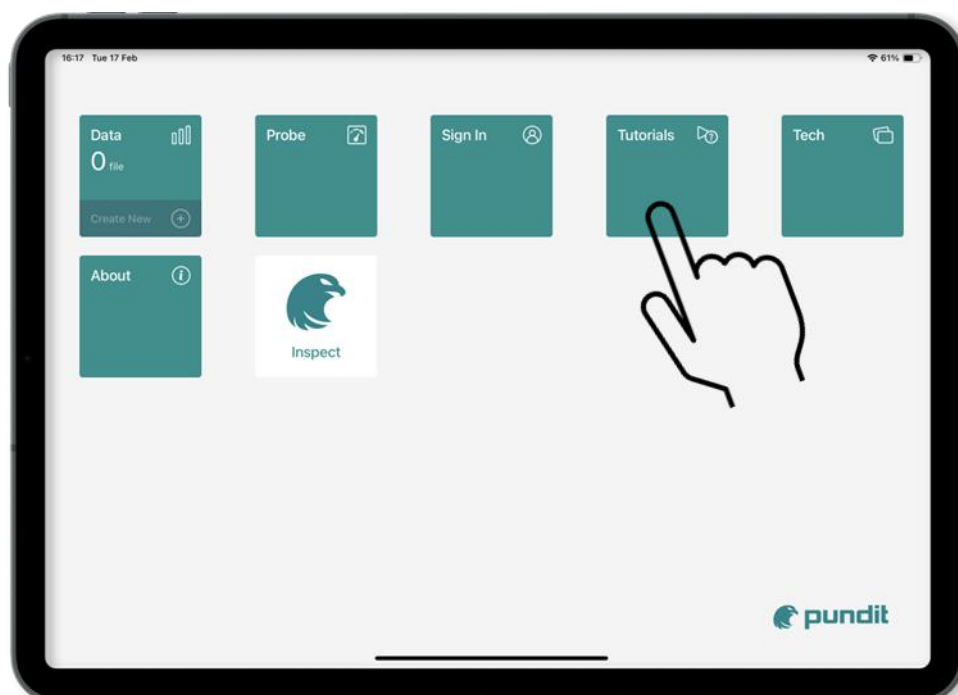 16:17 Tue 17 Feb
61%
Data
0 file
Create New
Probe
Sign In
Tutorials
Tech
About
Inspect
pundit